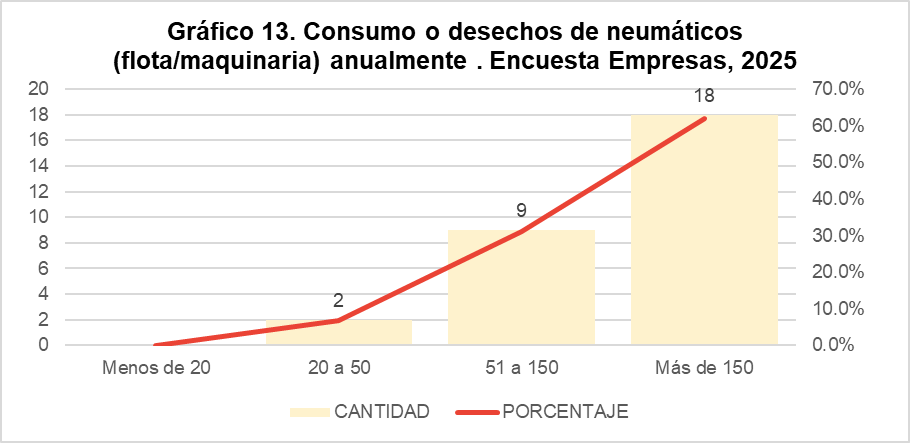 Gráfico 13. Consumo o desechos de neumáticos
(flota/maquinaria) anualmente . Encuesta Empresas, 2025
20
18
16
14
12
10
8
6
4
2
0
70.0%
60.0%
50.0%
40.0%
30.0%
20.0%
10.0%
0.0%
2
9
18
Menos de 20
20 a 50
51 a 150
Más de 150
CANTIDAD
PORCENTAJE